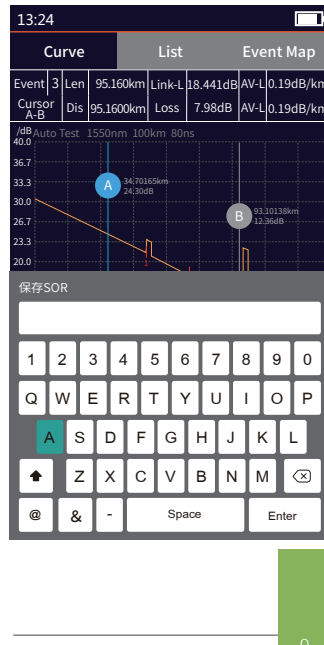 13:24
Curve List Event Map
Event 3 Len 95.160km Link-L 18.441dB AV-L 0.19dB/km
Cursor A-B Dis 95.1600km Loss 7.98dB AV-L 0.19dB/km
/dB Auto Test 1550nm 100km 80ns
40.0
36.7
33.3
30.0
26.7
23.3
20.0
A 34.70165km
24.30dB
B 93.10138km
12.36dB
1
保存SOR
1 2 3 4 5 6 7 8 9 0
Q W E R T Y U I O P
A S D F G H J K L
Z X C V B N M
@ & - Space Enter